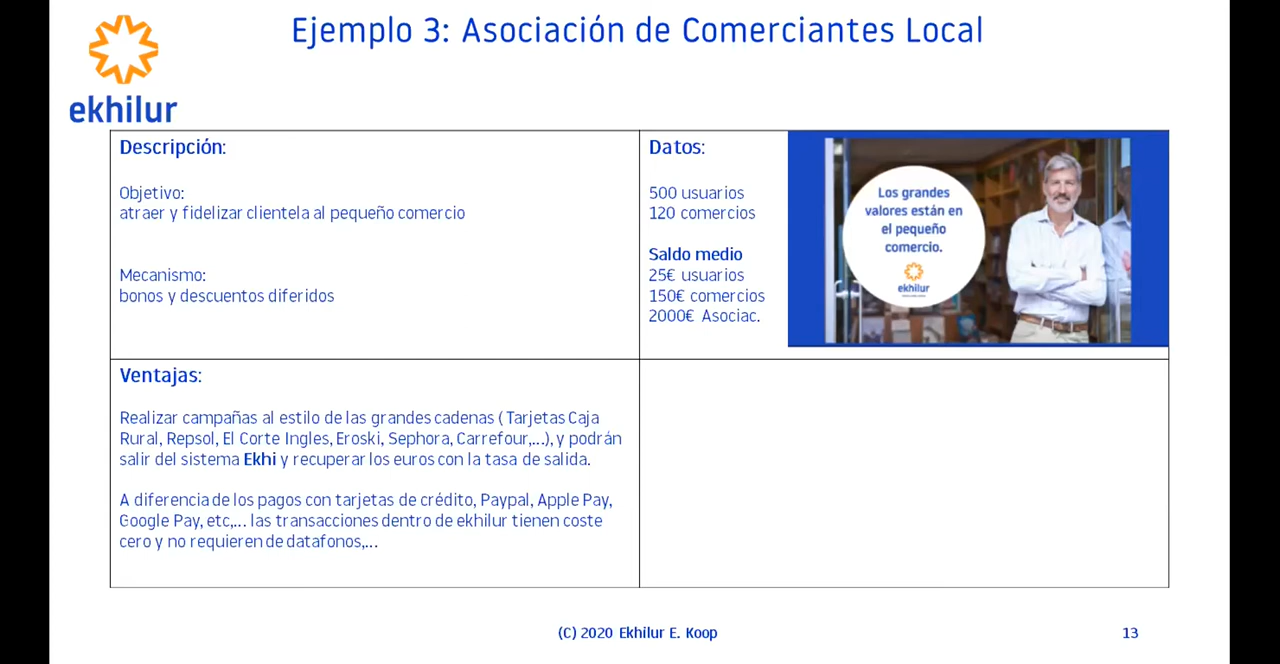 Ejemplo 3: Asociación de Comerciantes Local
ekhilur
Descripción:
Objetivo:
atraer y fidelizar clientela al pequeño comercio
Mecanismo:
bonos y descuentos diferidos
Datos:
500 usuarios
120 comercios
Saldo medio
25€ usuarios
150€ comercios
2000€ Asociac.
Los grandes
valores están en
el pequeño
comercio.
ekhilur
Ventajas:
Realizar campañas al estilo de las grandes cadenas ( Tarjetas Caja
Rural, Repsol, El Corte Ingles, Eroski, Sephora, Carrefour,...), y podrán
salir del sistema Ekhi y recuperar los euros con la tasa de salida.
A diferencia de los pagos con tarjetas de crédito, Paypal, Apple Pay,
Google Pay, etc,... las transacciones dentro de ekhilur tienen coste
cero y no requieren de datafonos,...
(C) 2020 Ekhilur E. Koop
13